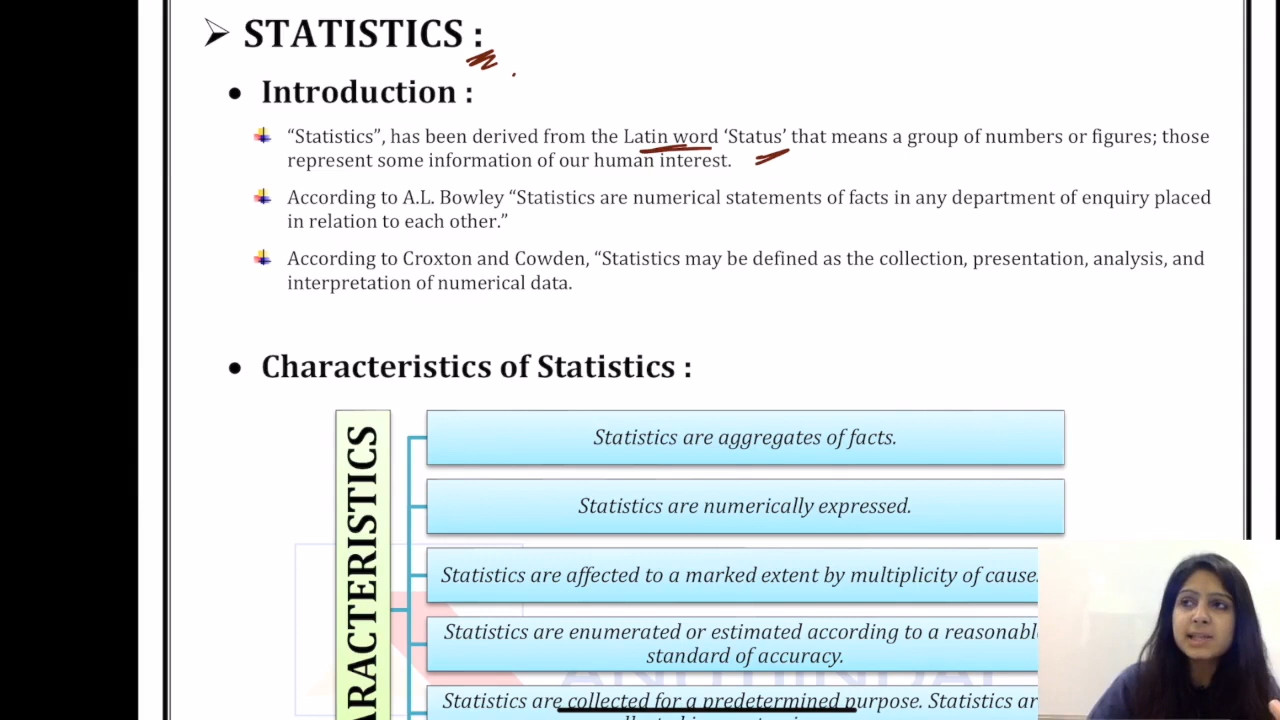 STATISTICS :
Introduction :
“Statistics”, has been derived from the Latin word ‘Status’ that means a group of numbers or figures; those
represent some information of our human interest.
According to A.L. Bowley “Statistics are numerical statements of facts in any department of enquiry placed
in relation to each other.”
According to Croxton and Cowden, “Statistics may be defined as the collection, presentation, analysis, and
interpretation of numerical data.
Characteristics of Statistics :
Statistics are aggregates of facts.
Statistics are numerically expressed.
Statistics are affected to a marked extent by multiplicity of cause
Statistics are enumerated or estimated according to a
standard of accuracy.
Statistics are collected for a predetermined purpose. Statistics